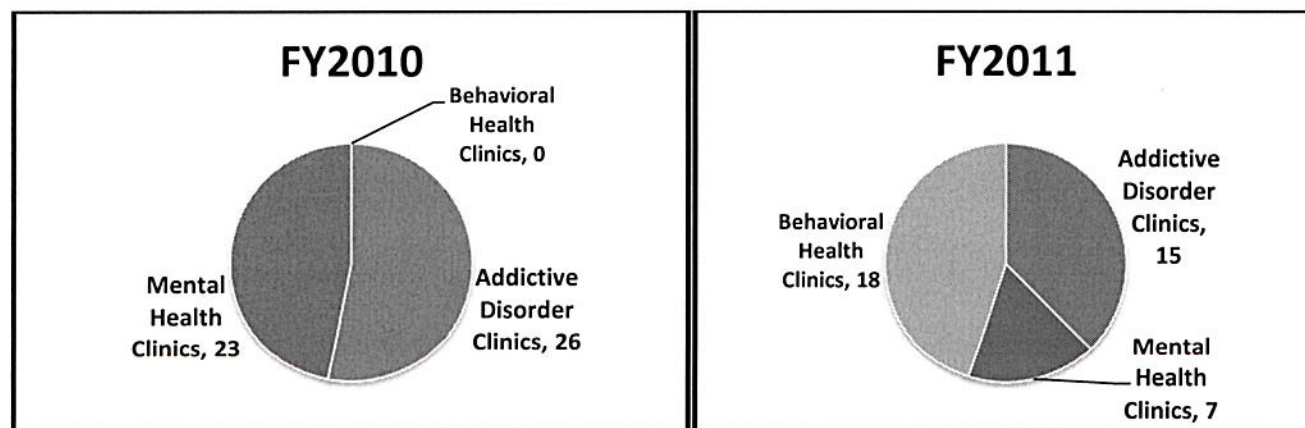 FY2010
Behavioral
Health
Clinics, 0
Mental
Health
Clinics, 23
Addictive
Disorder
Clinics, 26
FY2011
Addictive
Disorder
Clinics,
15
Behavioral
Health
Clinics, 18
Mental
Health
Clinics, 7